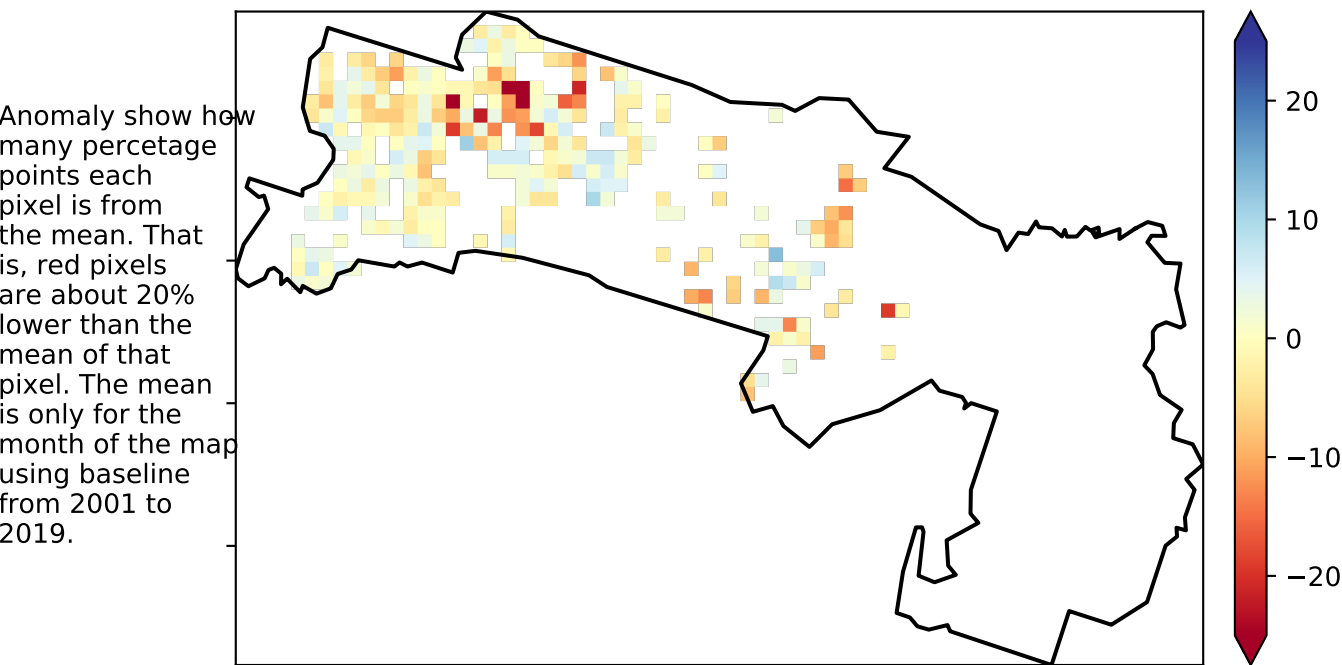 Anomaly show how
many percetage
points each
pixel is from
the mean. That
is, red pixels
are about 20%
lower than the
mean of that
pixel. The mean
is only for the
month of the map
using baseline
from 2001 to
2019.
20
10
0
−10
−20